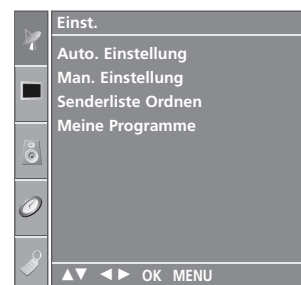 Einst.
Auto. Einstellung
Man. Einstellung
Senderliste Ordnen
Meine Programme
▲▼ ◄► OK MENU